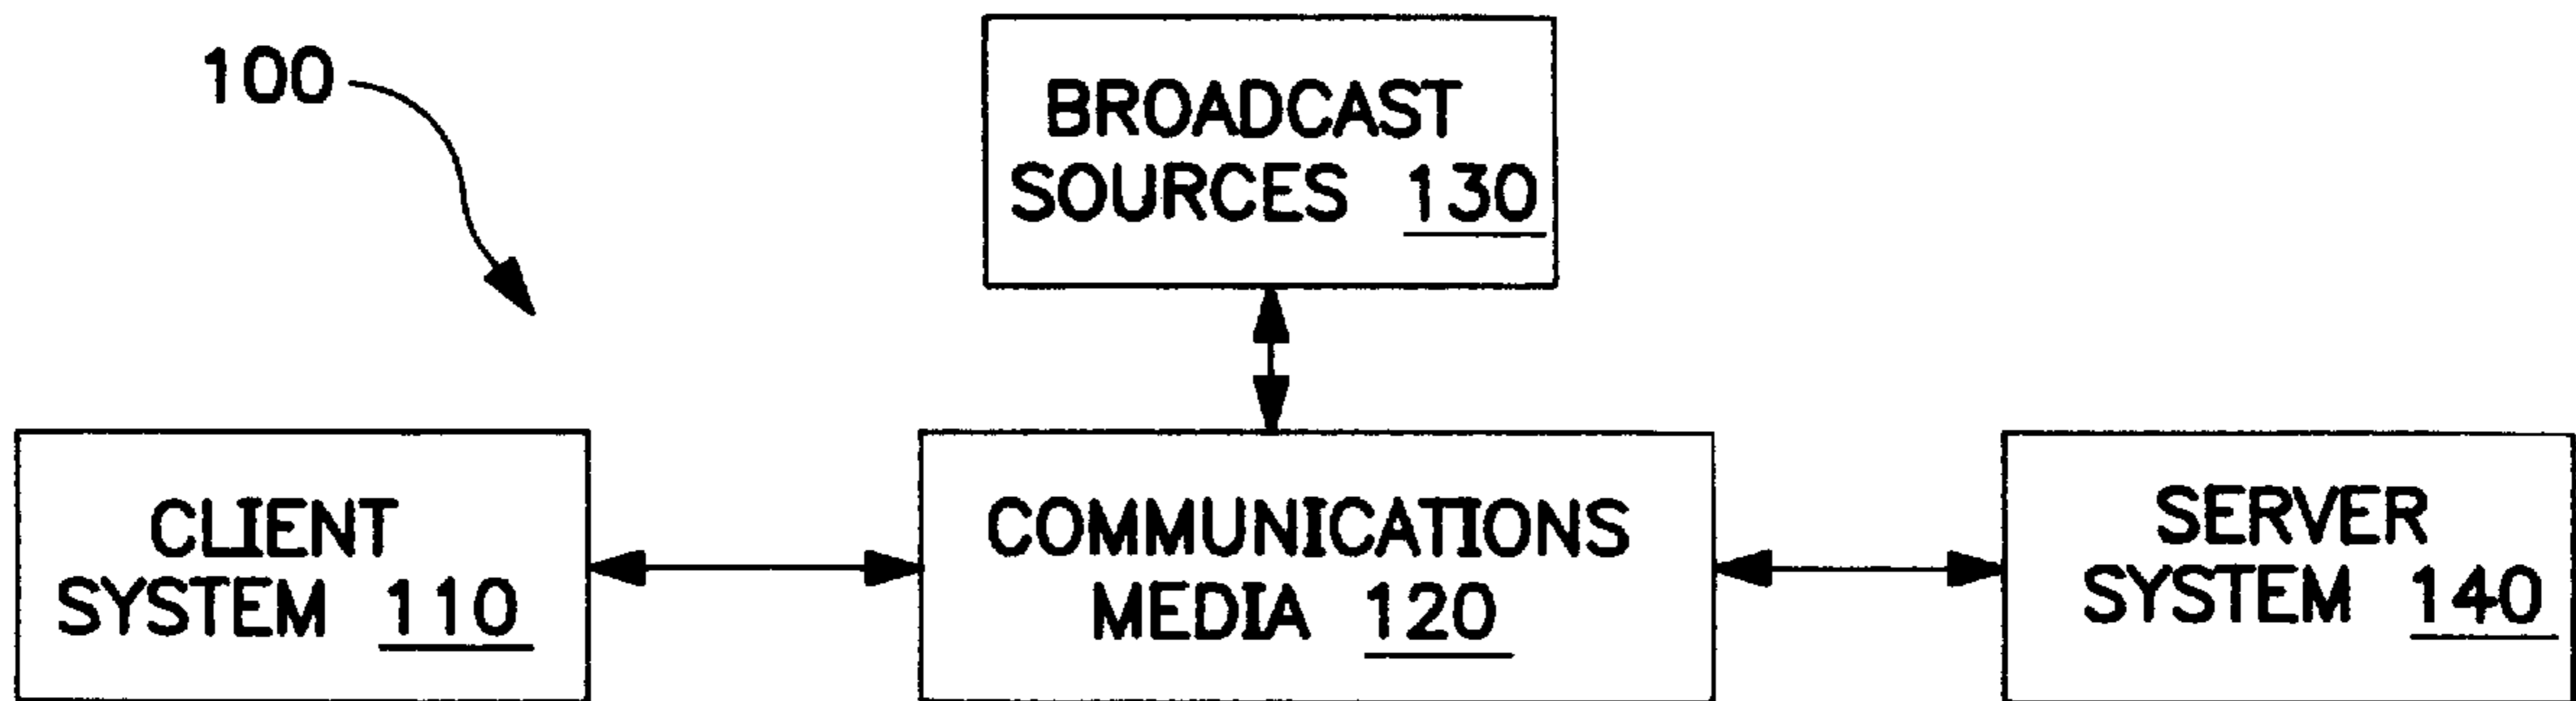 100
BROADCAST
SOURCES 130
CLIENT
SYSTEM 110
COMMUNICATIONS
MEDIA 120
SERVER
SYSTEM 140